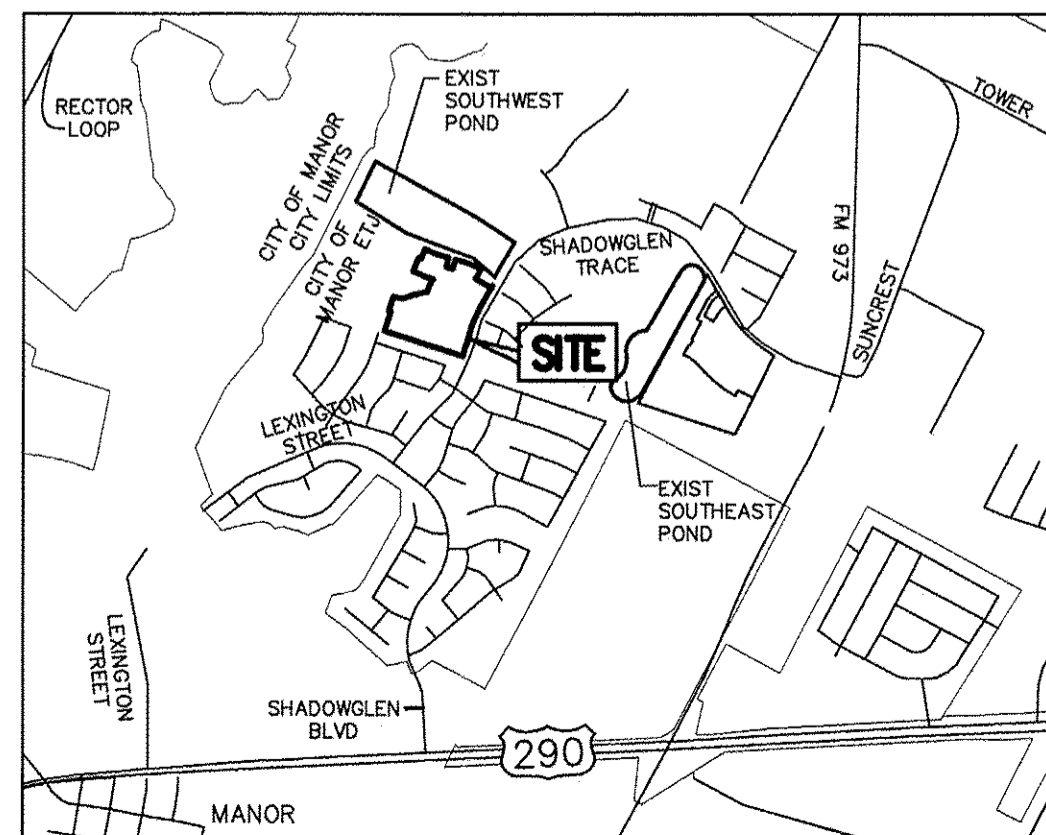 RECTOR
LOOP
EXIST
SOUTHWEST
POND
TOWER
CITY OF MANOR
CITY LIMITS
CITY OF
MANOR ETJ
SHADOWGLEN
TRACE
FM 973
SUNCREST
SITE
LEXINGTON
STREET
EXIST
SOUTHEAST
POND
LEXINGTON
STREET
SHADOWGLEN
BLVD
290
MANOR